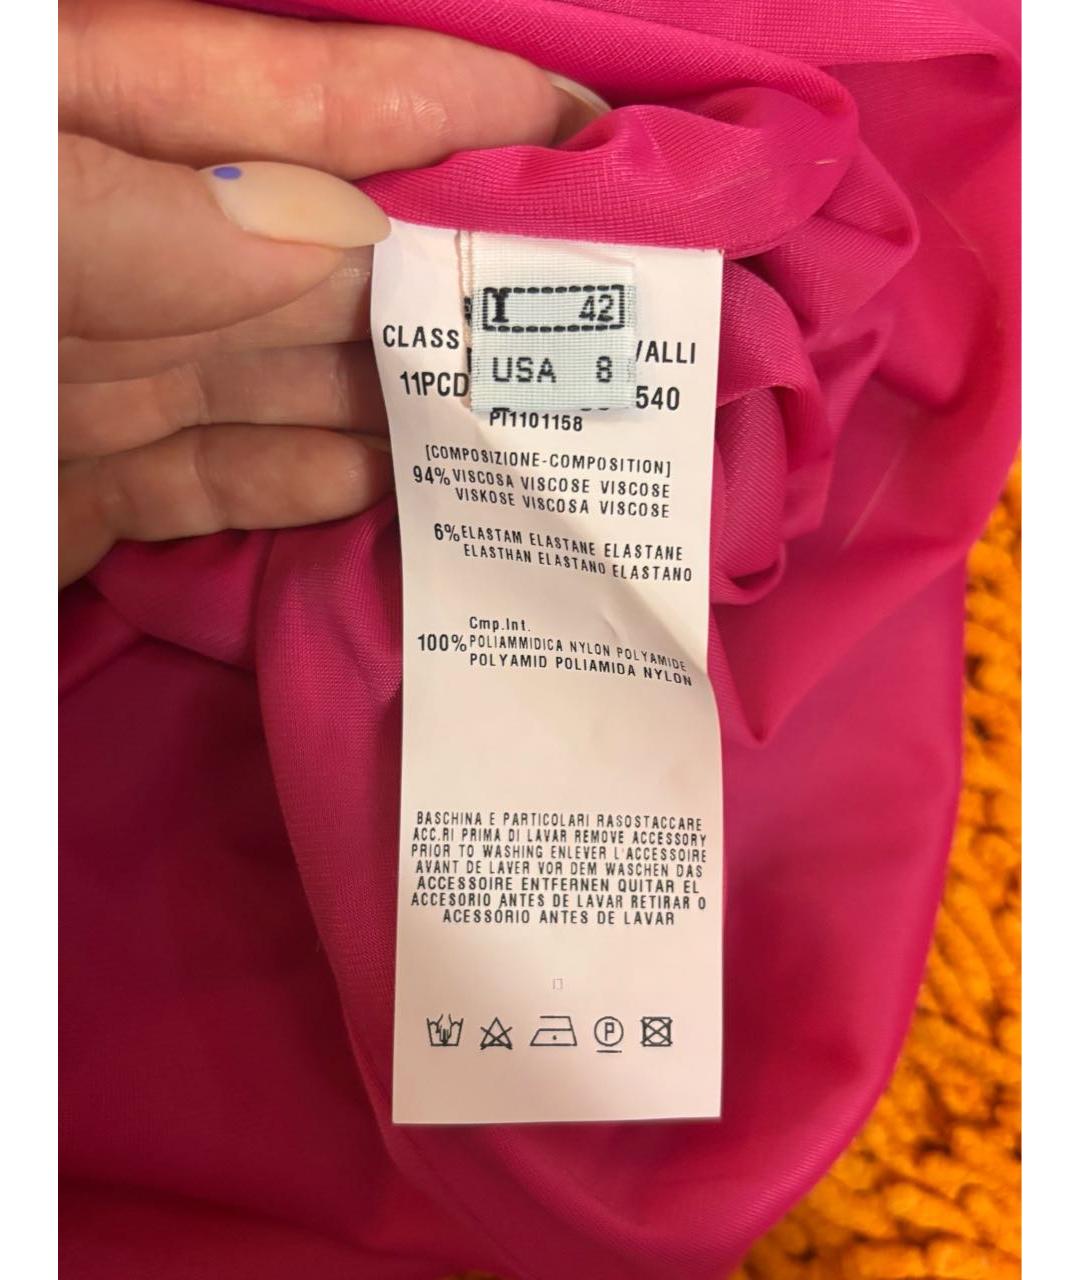 I 42
USA 8
CLASS
VALLI
11PCD
540
PI1101158
[COMPOSIZIONE-COMPOSITION]
94% VISCOSA VISCOSE VISCOSE
VISKOSE VISCOSA VISCOSE
6% ELASTAM ELASTANE ELASTANE
ELASTHAN ELASTANO ELASTANO
Cmp.Int.
100% POLIAMMIDICA NYLON POLYAMIDE
POLYAMID POLIAMIDA NYLON
BASCHINA E PARTICOLARI RASOSTACCARE
ACC.RI PRIMA DI LAVAR REMOVE ACCESSORY
PRIOR TO WASHING ENLEVER L'ACCESSOIRE
AVANT DE LAVER VOR DEM WASCHEN DAS
ACCESSOIRE ENTFERNEN QUITAR EL
ACCESORIO ANTES DE LAVAR RETIRAR O
ACESSÓRIO ANTES DE LAVAR
P